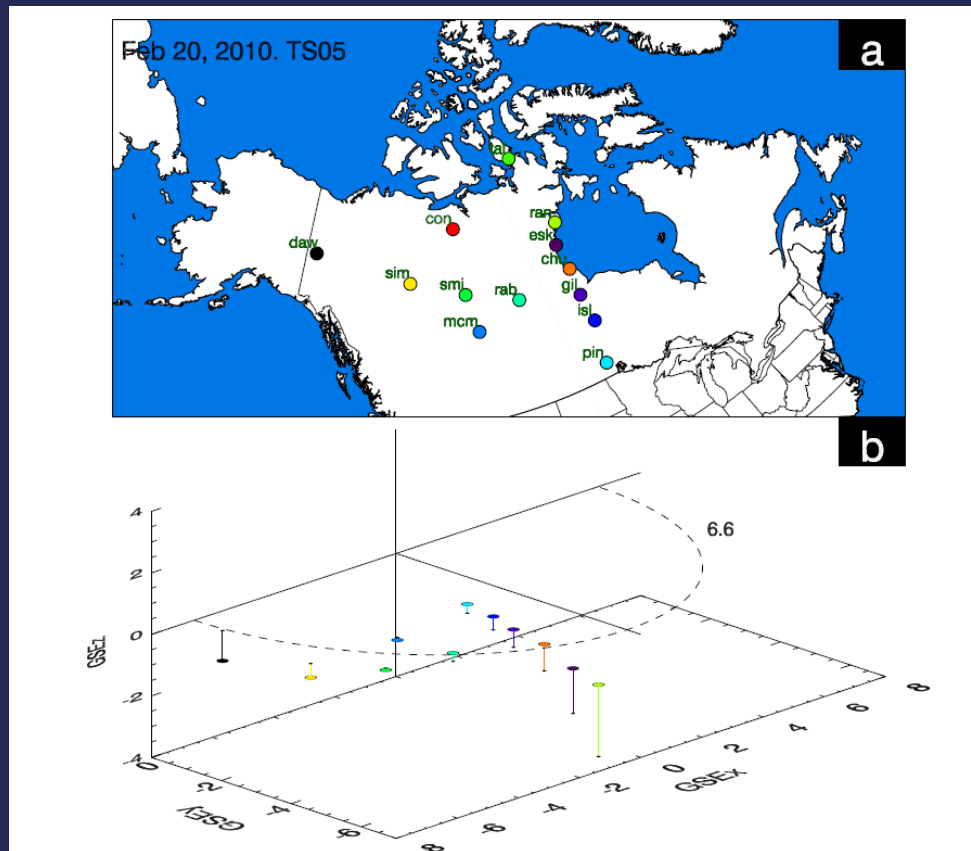 Feb 20, 2010. TS05
a
tal
con
ran
daw
esk
chu
sim
smi
rab
gil
isl
mcm
pin
b
4
2
0
-2
-4
GSEz
6.6
0
-2
-4
-6
GSEy
8
-6
-4
-2
0
2
4
6
8
GSEx